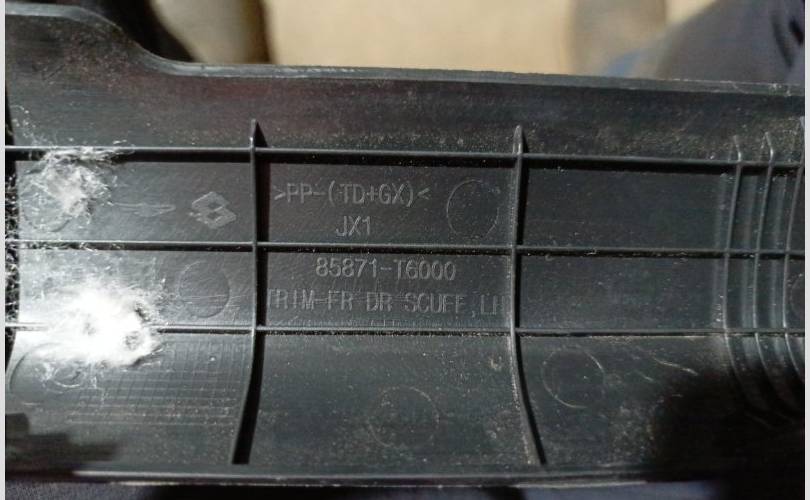 >PP-(TD+GX)<
JX1
85871-T6000
TRIM-FR DR SCUFF,LH